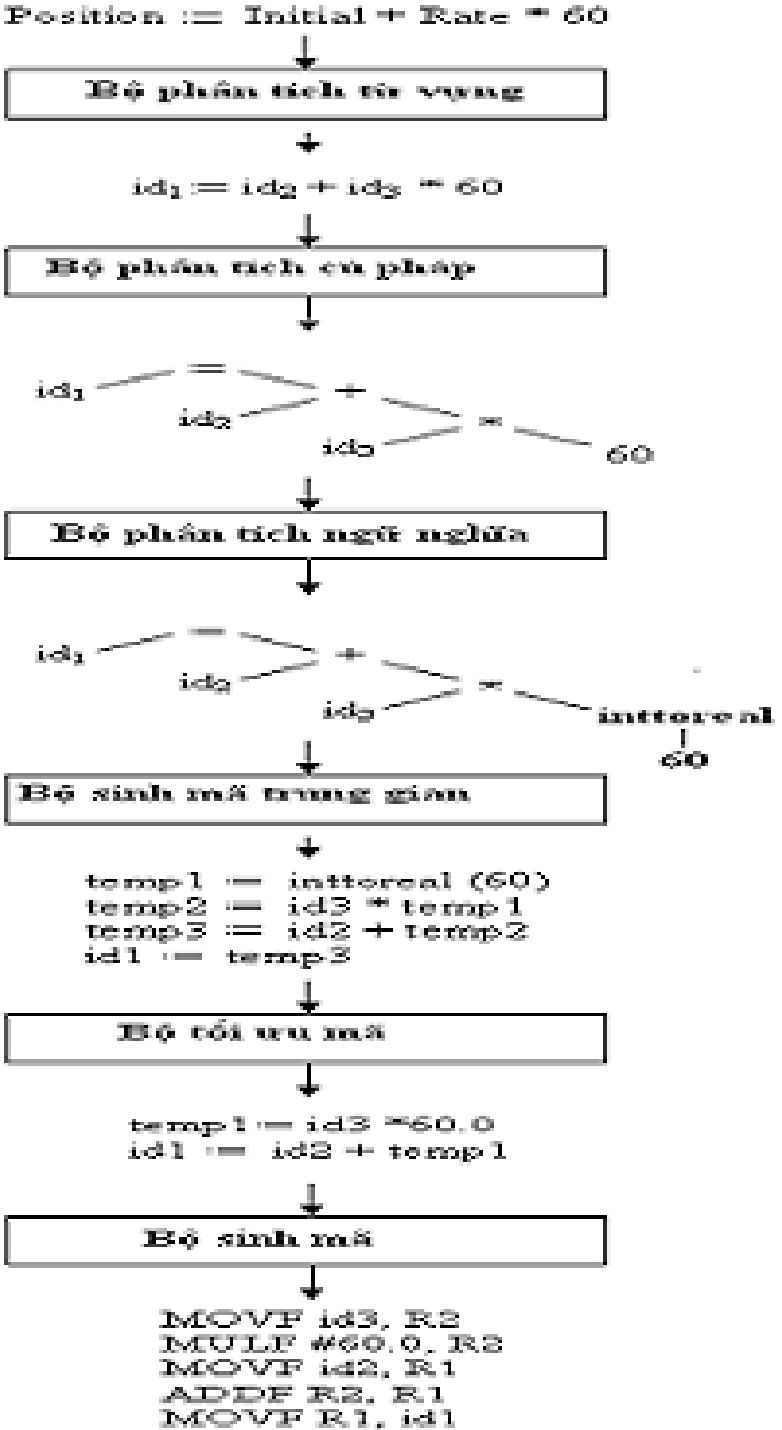 Position := Initial + Rate * 60
Bộ phân tích từ vựng
id₁ := id₂ + id₃ * 60
Bộ phân tích cú pháp
:=
id₁
+
id₂
*
id₃
60
Bộ phân tích ngữ nghĩa
:=
id₁
+
id₂
*
id₃
inttoreal
60
Bộ sinh mã trung gian
temp1 := inttoreal (60)
temp2 := id3 * temp1
temp3 := id2 + temp2
id1 := temp3
Bộ tối ưu mã
temp1 := id3 *60.0
id1 := id2 + temp1
Bộ sinh mã
MOVF id3, R2
MULF #60.0, R2
MOVF id2, R1
ADDF R2, R1
MOVF R1, id1